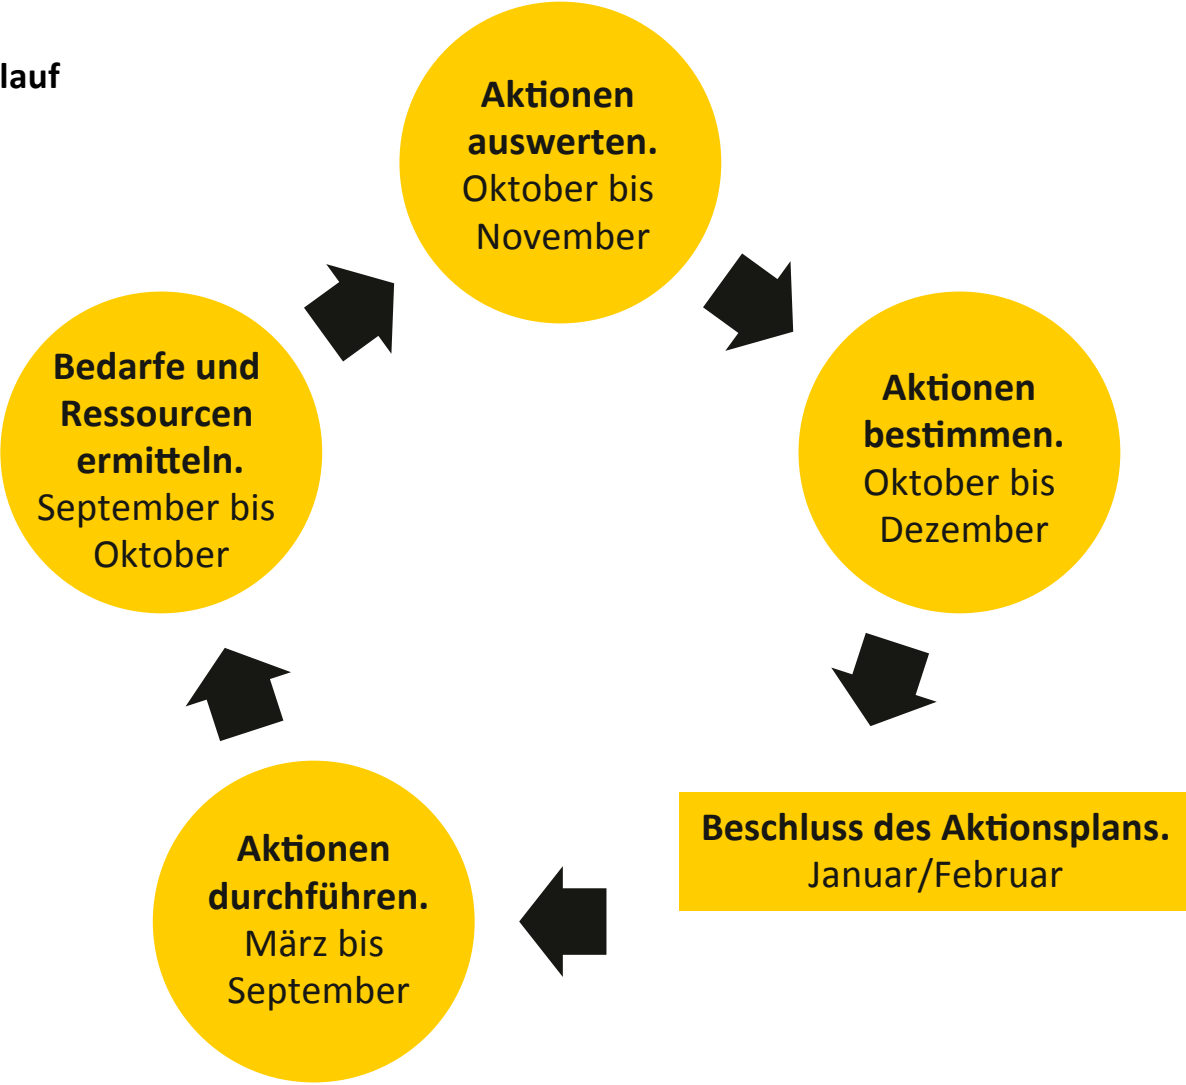 lauf
Aktionen
auswerten.
Oktober bis
November
Aktionen
bestimmen.
Oktober bis
Dezember
Beschluss des Aktionsplans.
Januar/Februar
Aktionen
durchführen.
März bis
September
Bedarfe und
Ressourcen
ermitteln.
September bis
Oktober